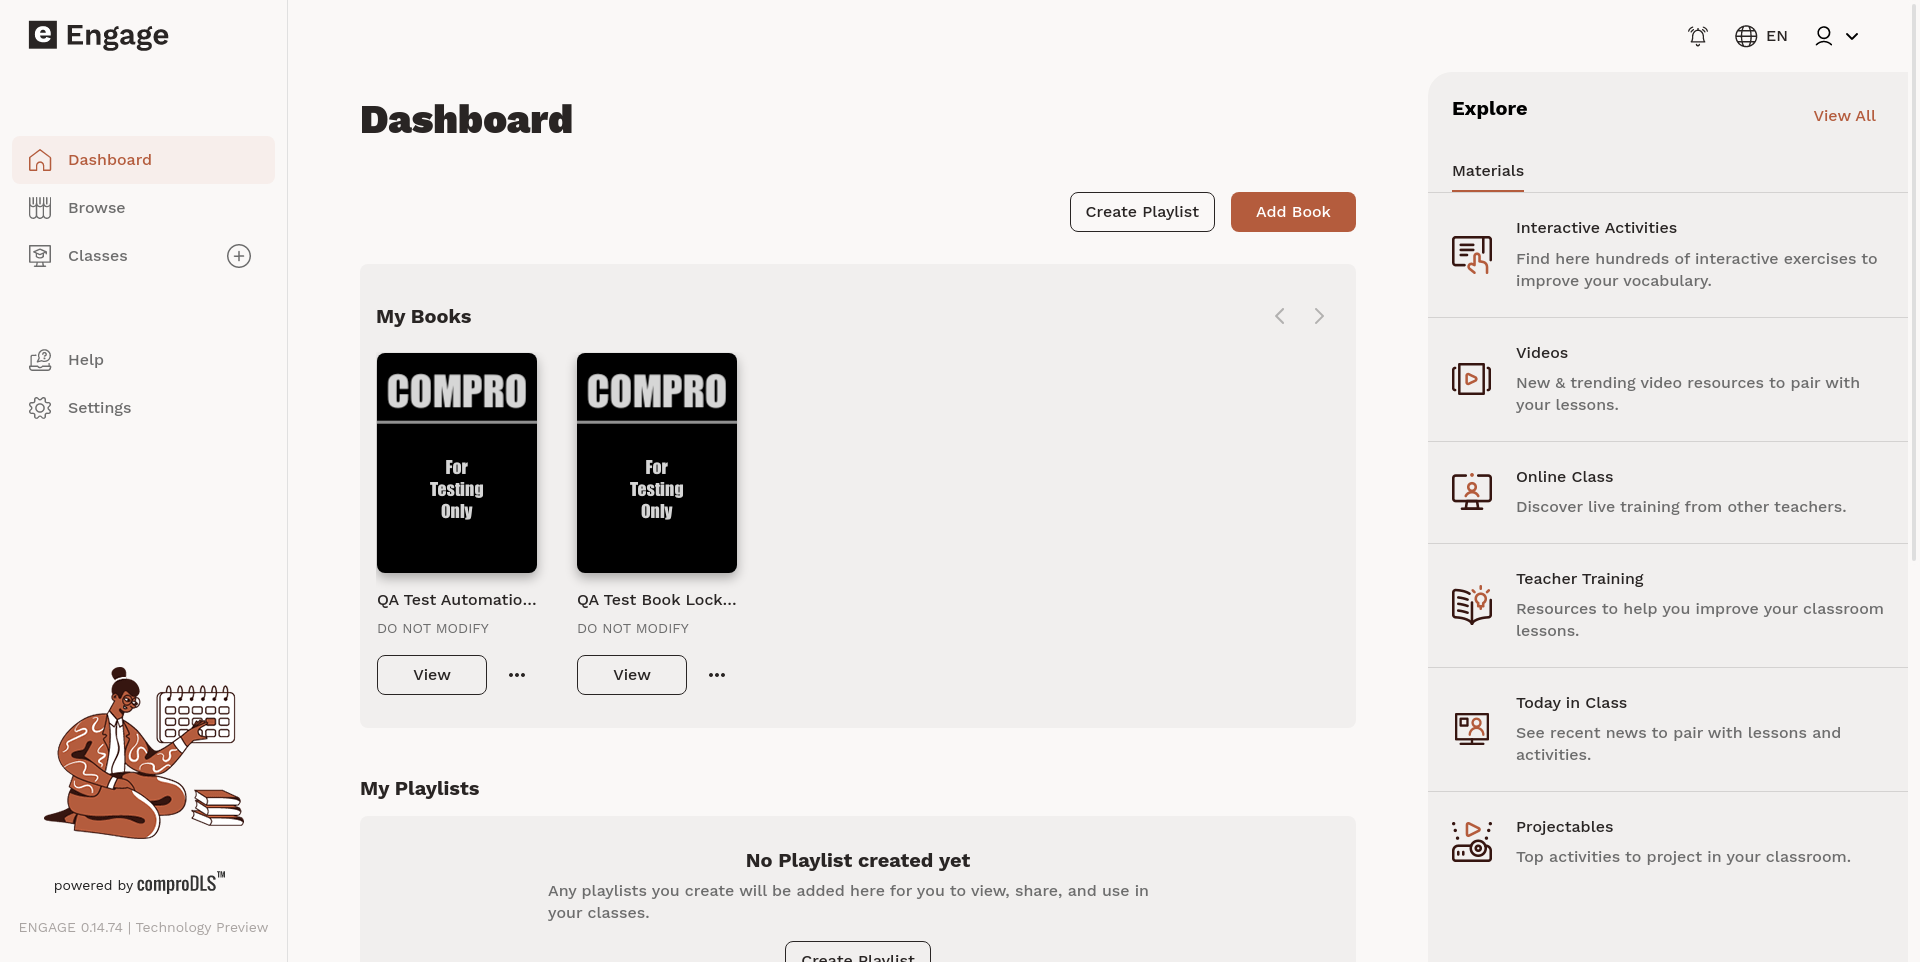 e Engage
EN
Dashboard
Browse
Classes
Help
Settings
powered by comproDLS™
ENGAGE 0.14.74 | Technology Preview
Dashboard
Create Playlist
Add Book
My Books
COMPRO
For
Testing
Only
QA Test Automatio...
DO NOT MODIFY
View
COMPRO
For
Testing
Only
QA Test Book Lock...
DO NOT MODIFY
View
My Playlists
No Playlist created yet
Any playlists you create will be added here for you to view, share, and use in
your classes.
Create Playlist
Explore
View All
Materials
Interactive Activities
Find here hundreds of interactive exercises to
improve your vocabulary.
Videos
New & trending video resources to pair with
your lessons.
Online Class
Discover live training from other teachers.
Teacher Training
Resources to help you improve your classroom
lessons.
Today in Class
See recent news to pair with lessons and
activities.
Projectables
Top activities to project in your classroom.